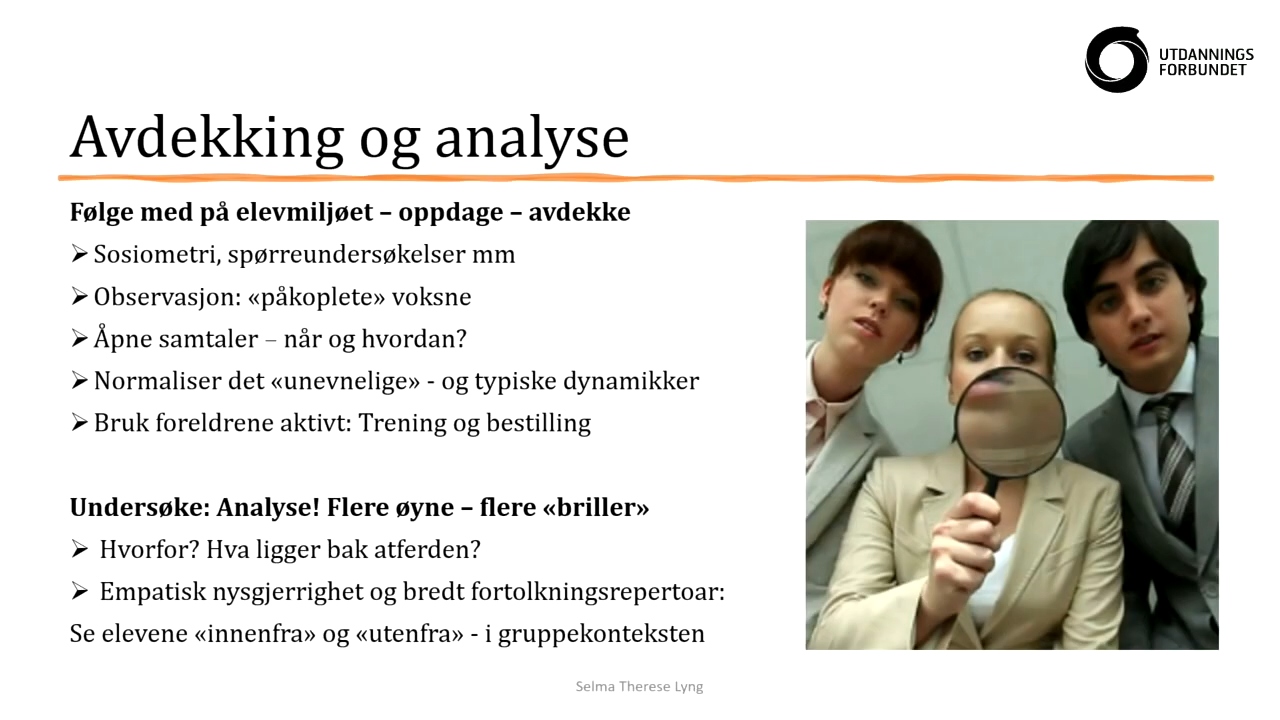 UTDANNINGS
FORBUNDET
Avdekking og analyse
Følge med på elevmiljøet – oppdage – avdekke
➢ Sosiometri, spørreundersøkelser mm
➢ Observasjon: «påkoplete» voksne
➢ Åpne samtaler – når og hvordan?
➢ Normaliser det «unevnelige» - og typiske dynamikker
➢ Bruk foreldrene aktivt: Trening og bestilling
Undersøke: Analyse! Flere øyne – flere «briller»
➢ Hvorfor? Hva ligger bak atferden?
➢ Empatisk nysgjerrighet og bredt fortolkningsrepertoar:
Se elevene «innenfra» og «utenfra» - i gruppekonteksten
Selma Therese Lyng